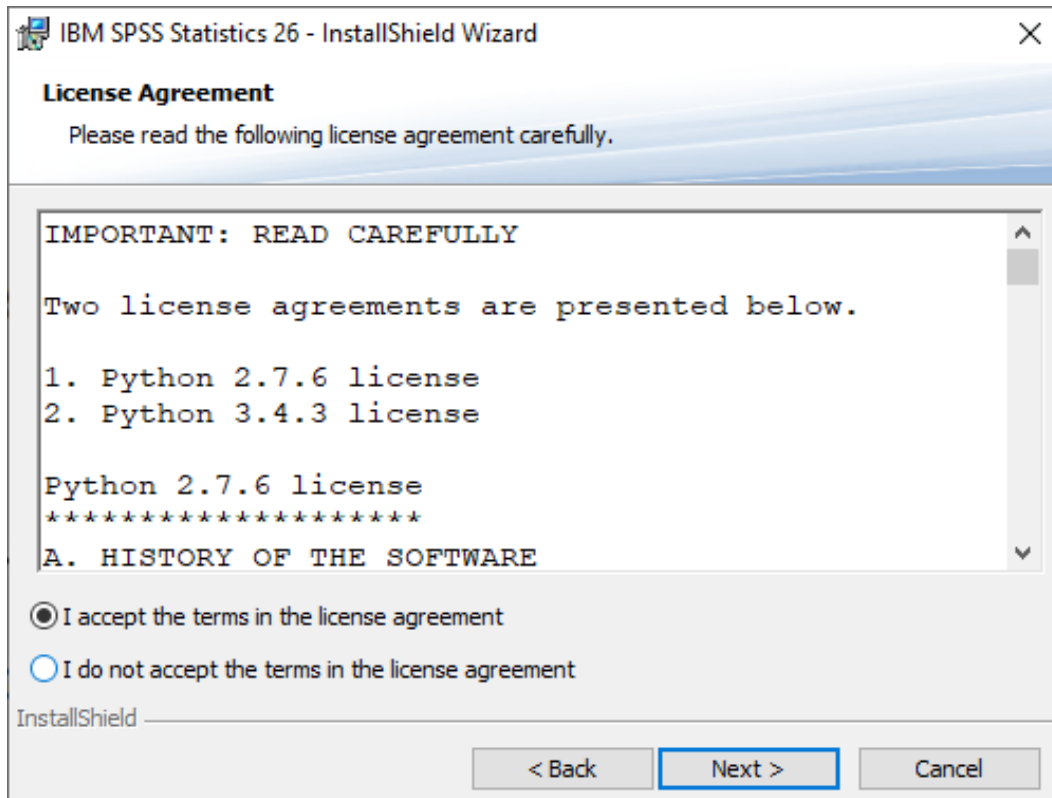 IBM SPSS Statistics 26 - InstallShield Wizard
License Agreement
Please read the following license agreement carefully.
IMPORTANT: READ CAREFULLY
Two license agreements are presented below.
1. Python 2.7.6 license
2. Python 3.4.3 license
Python 2.7.6 license
********************
A. HISTORY OF THE SOFTWARE
I accept the terms in the license agreement
I do not accept the terms in the license agreement
InstallShield
< Back
Next >
Cancel